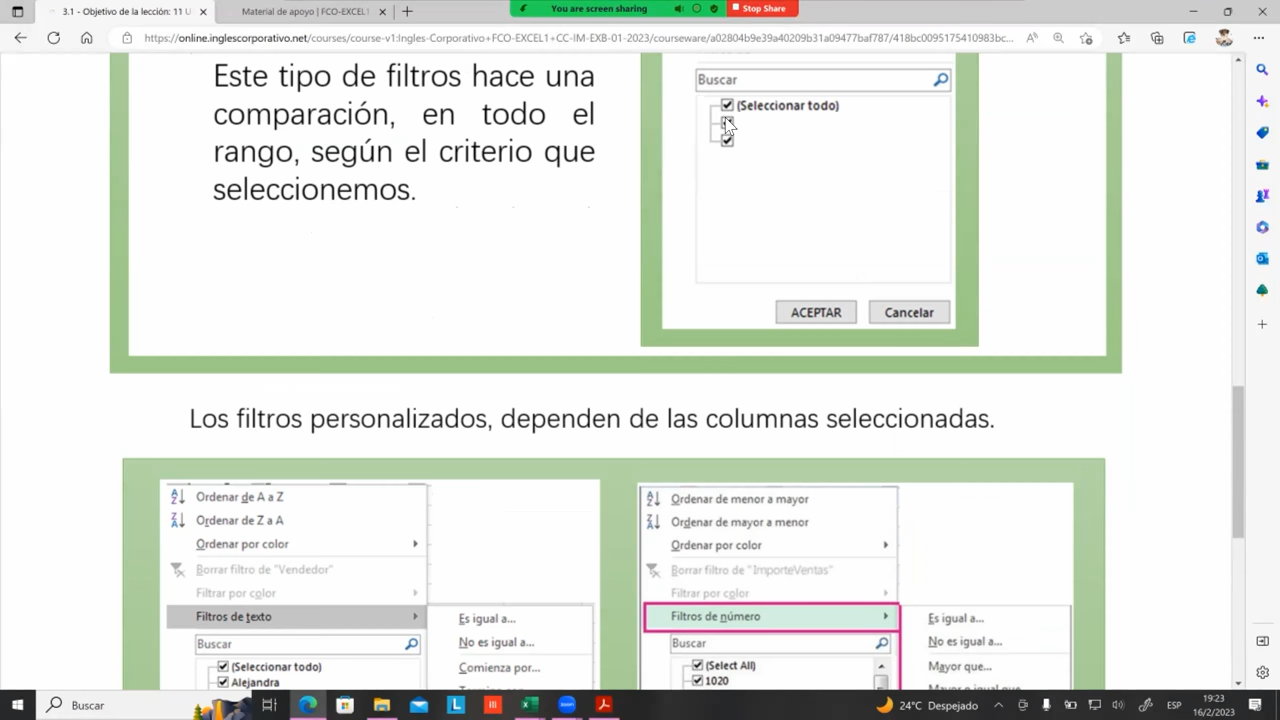 3.1 - Objetivo de la lección: 11 U
Material de apoyo | FCO-EXCEL1
You are screen sharing
Stop Share
https://online.inglescorporativo.net/courses/course-v1:Ingles-Corporativo+FCO-EXCEL1+CC-IM-EXB-01-2023/courseware/a02804b9e39a40209b31a09477baf787/418bc0095175410983bc...
Este tipo de filtros hace una
comparación, en todo el
rango, según el criterio que
seleccionemos.
Buscar
(Seleccionar todo)
ACEPTAR
Cancelar
Los filtros personalizados, dependen de las columnas seleccionadas.
Ordenar de A a Z
Ordenar de Z a A
Ordenar por color
Borrar filtro de "Vendedor"
Filtrar por color
Filtros de texto
Es igual a...
Buscar
No es igual a...
(Seleccionar todo)
Comienza por...
Alejandra
Ordenar de menor a mayor
Ordenar de mayor a menor
Ordenar por color
Borrar filtro de "ImporteVentas"
Filtrar por color
Filtros de número
Es igual a...
Buscar
No es igual a...
(Select All)
Mayor que...
1020
Buscar
24°C Despejado
ESP
19:23
16/2/2023